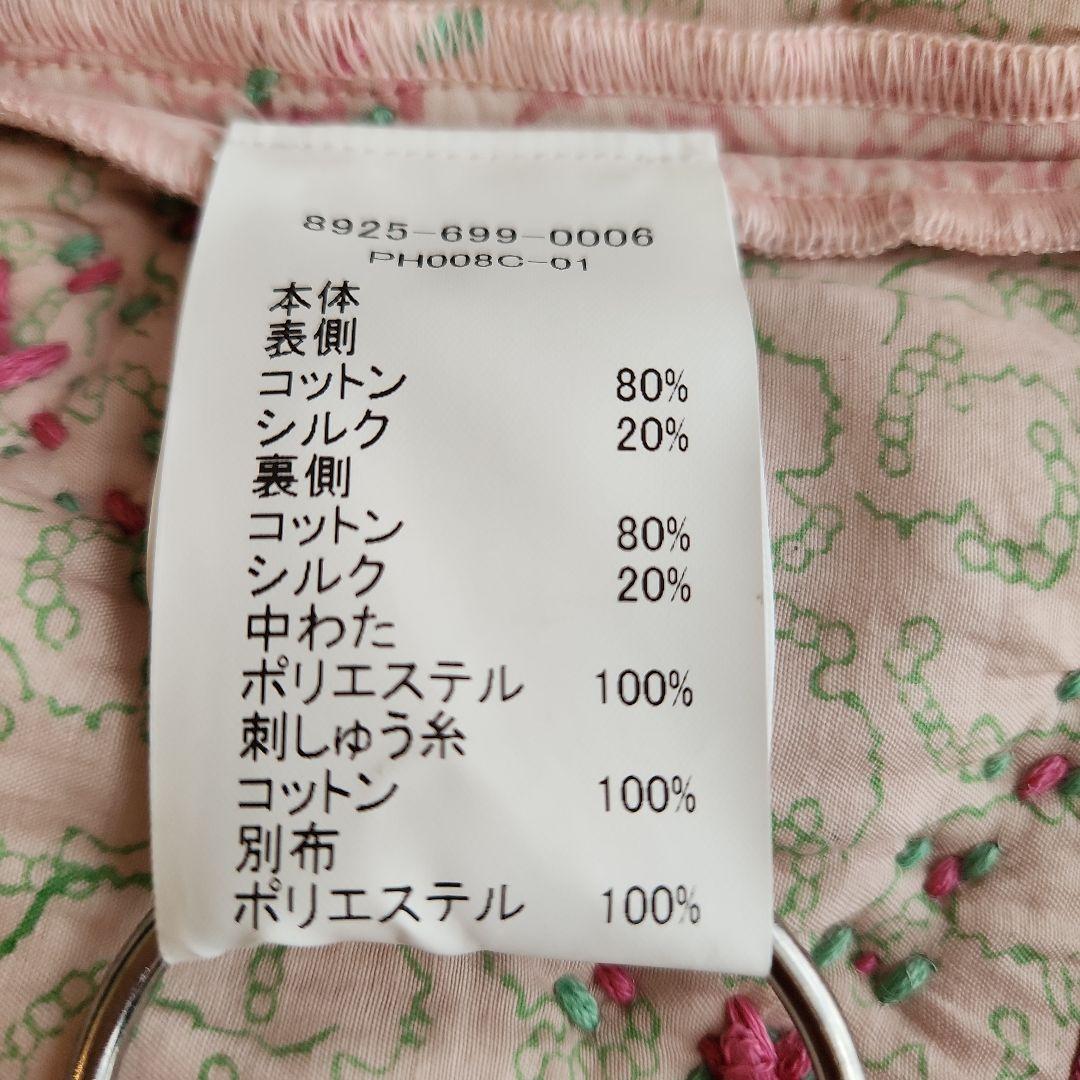 8925-699-0006
PH008C-01
本体
表側
コットン 80%
シルク 20%
裏側
コットン 80%
シルク 20%
中わた
ポリエステル 100%
刺しゅう糸
コットン 100%
別布
ポリエステル 100%